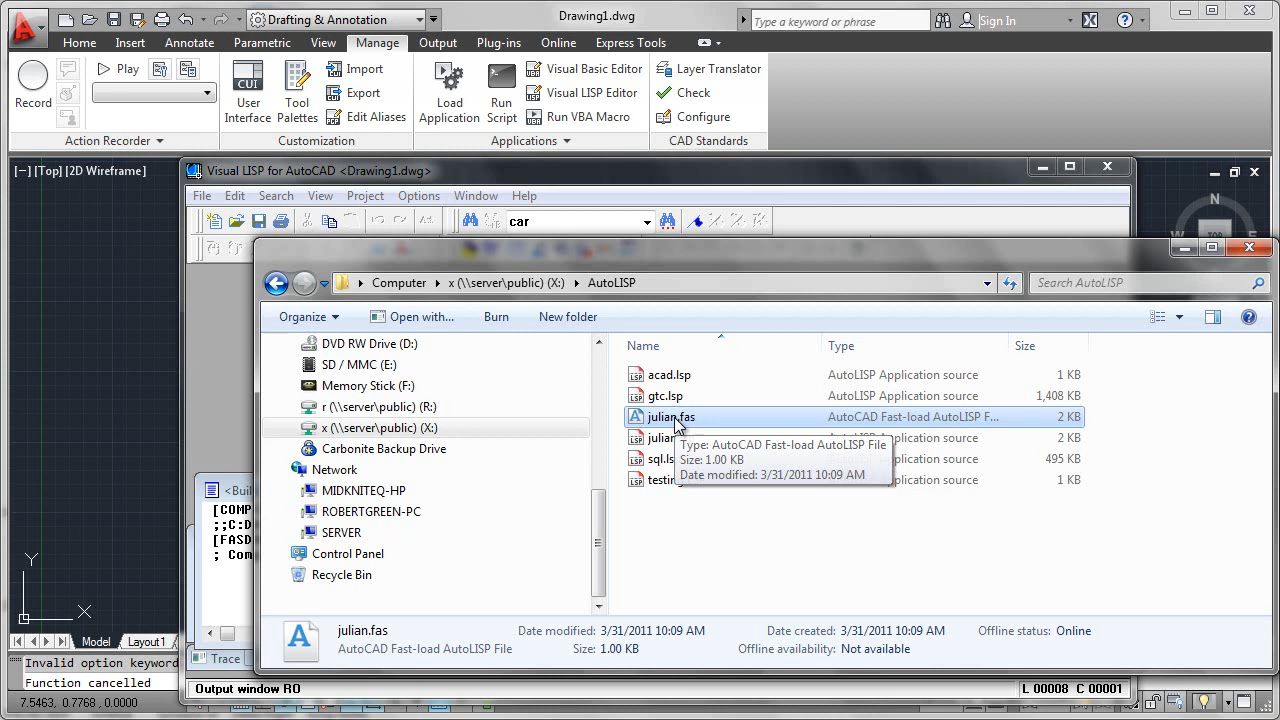 Drawing1.dwg
Drafting & Annotation
Type a keyword or phrase
Sign In
Home Insert Annotate Parametric View Manage Output Plug-ins Online Express Tools
Record
Play
CUI
User Interface
Tool Palettes
Import
Export
Edit Aliases
Load Application
Run Script
Visual Basic Editor
Visual LISP Editor
Run VBA Macro
Layer Translator
Check
Configure
Action Recorder
Customization
Applications
CAD Standards
[−] [Top] [2D Wireframe]
Visual LISP for AutoCAD <Drawing1.dwg>
File Edit Search View Project Options Window Help
car
N
W
TOP
E
Computer x (\\server\public) (X:) AutoLISP
Search AutoLISP
Organize Open with... Burn New folder
DVD RW Drive (D:)
SD / MMC (E:)
Memory Stick (F:)
r (\\server\public) (R:)
x (\\server\public) (X:)
Carbonite Backup Drive
Network
MIDKNITEQ-HP
ROBERTGREEN-PC
SERVER
Control Panel
Recycle Bin
Name Type Size
acad.lsp AutoLISP Application source 1 KB
gtc.lsp AutoLISP Application source 1,408 KB
julian.fas AutoCAD Fast-load AutoLISP F... 2 KB
julian 2 KB
sql.ls source 495 KB
testing source 1 KB
Type: AutoCAD Fast-load AutoLISP File
Size: 1.00 KB
Date modified: 3/31/2011 10:09 AM
<Buil
[COMP
;;C:D
[FASD
; Com
Trace
julian.fas
AutoCAD Fast-load AutoLISP File
Date modified: 3/31/2011 10:09 AM
Size: 1.00 KB
Date created: 3/31/2011 10:09 AM
Offline availability: Not available
Offline status: Online
Y
X
Model Layout1
Invalid option keyword
Function cancelled
Output window RO
L 00008 C 00001
7.5463, 0.7768, 0.0000